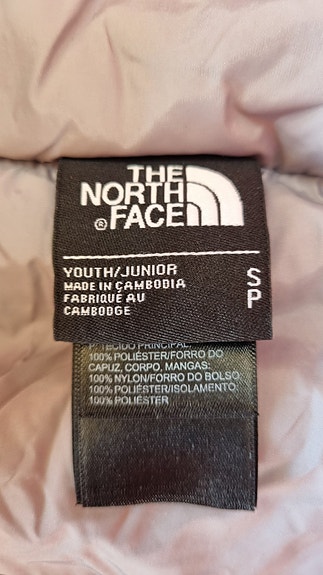 THE
NORTH
® FACE
YOUTH/JUNIOR
MADE IN CAMBODIA
FABRIQUÉ AU
CAMBODGE
S
P
P: TECIDO PRINCIPAL:
100% POLIÉSTER/FORRO DO
CAPUZ, CORPO, MANGAS:
100% NYLON/FORRO DO BOLSO:
100% POLIÉSTER/ISOLAMENTO:
100% POLIÉSTER